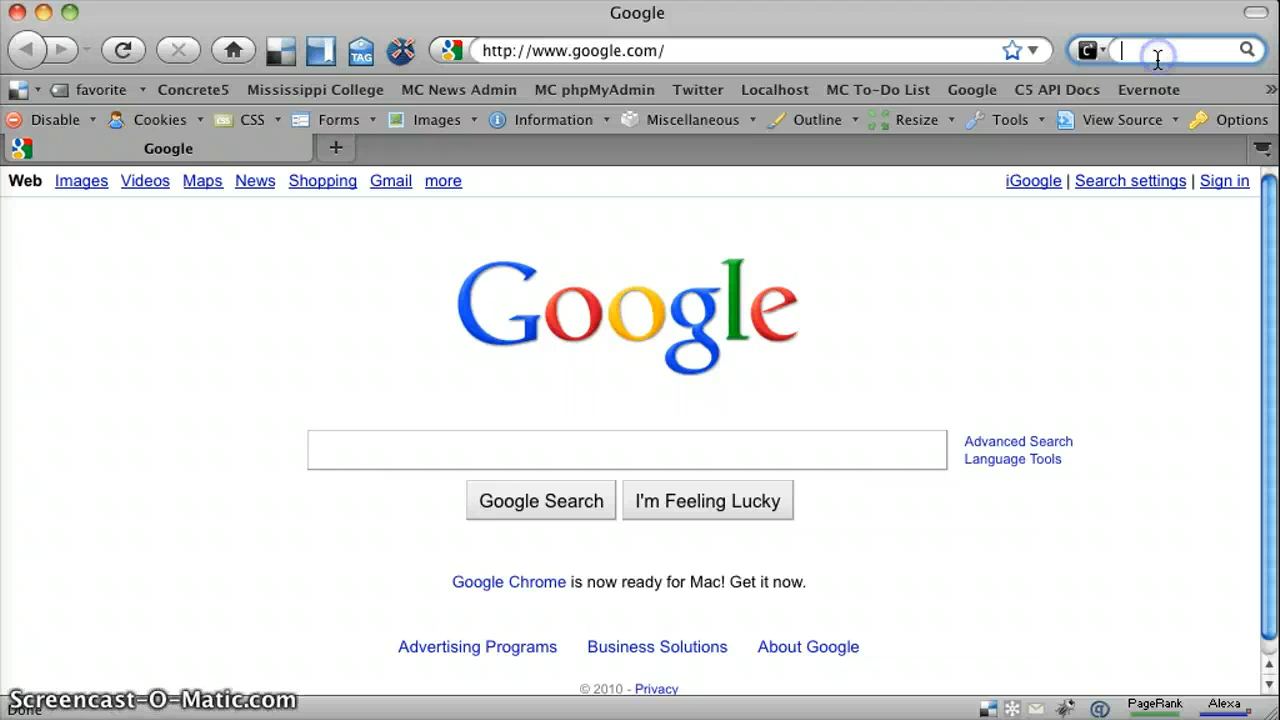 Google
http://www.google.com/
C
TAG
favorite Concrete5 Mississippi College MC News Admin MC phpMyAdmin Twitter Localhost MC To-Do List Google C5 API Docs Evernote »
Disable Cookies CSS Forms Images Information Miscellaneous Outline Resize Tools View Source Options
Google +
Web Images Videos Maps News Shopping Gmail more iGoogle | Search settings | Sign in
Google
Advanced Search
Language Tools
Google Search I'm Feeling Lucky
Google Chrome is now ready for Mac! Get it now.
Advertising Programs Business Solutions About Google
© 2010 - Privacy
Screencast-O-Matic.com
Done PageRank Alexa